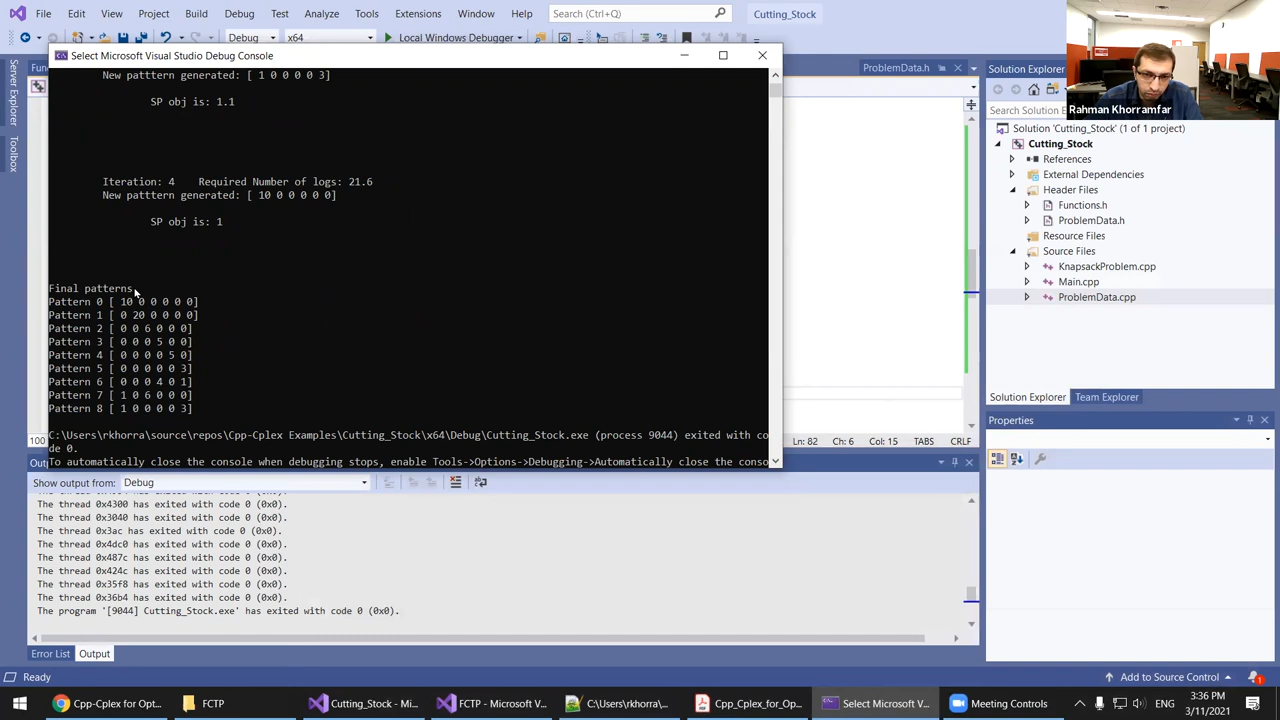 File Edit View Project Build Debug Test Analyze Tools Extensions Window Help Search (Ctrl+Q) Cutting_Stock
Debug x64 Local Windows Debugger
Select Microsoft Visual Studio Debug Console
New patttern generated: [ 1 0 0 0 0 3]
SP obj is: 1.1
Iteration: 4 Required Number of logs: 21.6
New patttern generated: [ 10 0 0 0 0 0]
SP obj is: 1
Final patterns
Pattern 0 [ 10 0 0 0 0 0]
Pattern 1 [ 0 20 0 0 0 0]
Pattern 2 [ 0 0 6 0 0 0]
Pattern 3 [ 0 0 0 5 0 0]
Pattern 4 [ 0 0 0 0 5 0]
Pattern 5 [ 0 0 0 0 0 3]
Pattern 6 [ 0 0 0 4 0 1]
Pattern 7 [ 1 0 6 0 0 0]
Pattern 8 [ 1 0 0 0 0 3]
C:\Users\rkhorra\source\repos\Cpp-Cplex Examples\Cutting_Stock\x64\Debug\Cutting_Stock.exe (process 9044) exited with co
de 0.
To automatically close the console when debugging stops, enable Tools->Options->Debugging->Automatically close the conso
Server Explorer
Toolbox
Fun
ProblemData.h
100
Ln: 82 Ch: 6 Col: 15 TABS CRLF
Out
Show output from: Debug
The thread 0x4300 has exited with code 0 (0x0).
The thread 0x3040 has exited with code 0 (0x0).
The thread 0x3ac has exited with code 0 (0x0).
The thread 0x4dc0 has exited with code 0 (0x0).
The thread 0x487c has exited with code 0 (0x0).
The thread 0x424c has exited with code 0 (0x0).
The thread 0x35f8 has exited with code 0 (0x0).
The thread 0x36b4 has exited with code 0 (0x0).
The program '[9044] Cutting_Stock.exe' has exited with code 0 (0x0).
Error List Output
Solution Explorer
Rahman Khorramfar
Search Solution E
Solution 'Cutting_Stock' (1 of 1 project)
Cutting_Stock
References
External Dependencies
Header Files
Functions.h
ProblemData.h
Resource Files
Source Files
KnapsackProblem.cpp
Main.cpp
ProblemData.cpp
Solution Explorer Team Explorer
Properties
Ready
Add to Source Control
1
Cpp-Cplex for Opt...
FCTP
Cutting_Stock - Mi...
FCTP - Microsoft V...
C:\Users\rkhorra\...
Cpp_Cplex_for_Op...
Select Microsoft V...
Meeting Controls
3:36 PM
3/11/2021